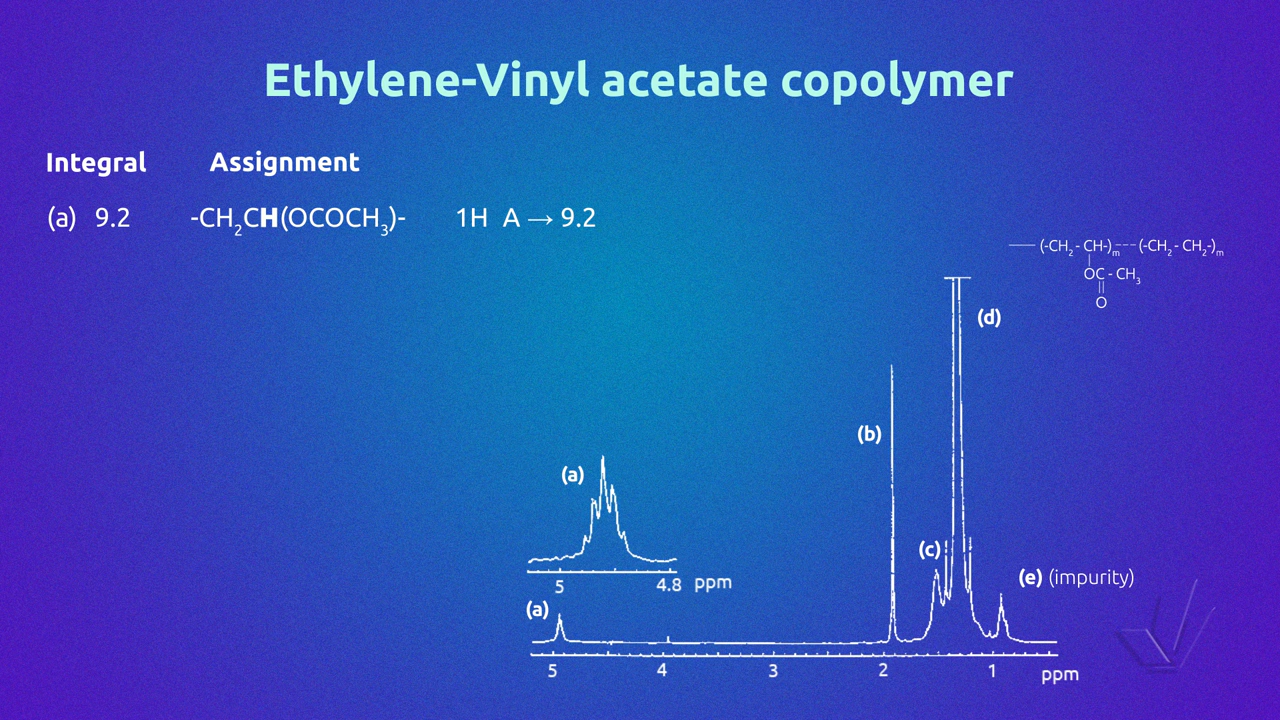 Ethylene-Vinyl acetate copolymer
Integral Assignment
(a) 9.2 -CH₂CH(OCOCH₃)- 1H A → 9.2
(-CH₂ - CH-)ₘ---(-CH₂ - CH₂-)ₘ
OC - CH₃
O
(d)
(b)
(a)
(c)
(e) (impurity)
5 4.8 ppm
(a)
5 4 3 2 1 ppm